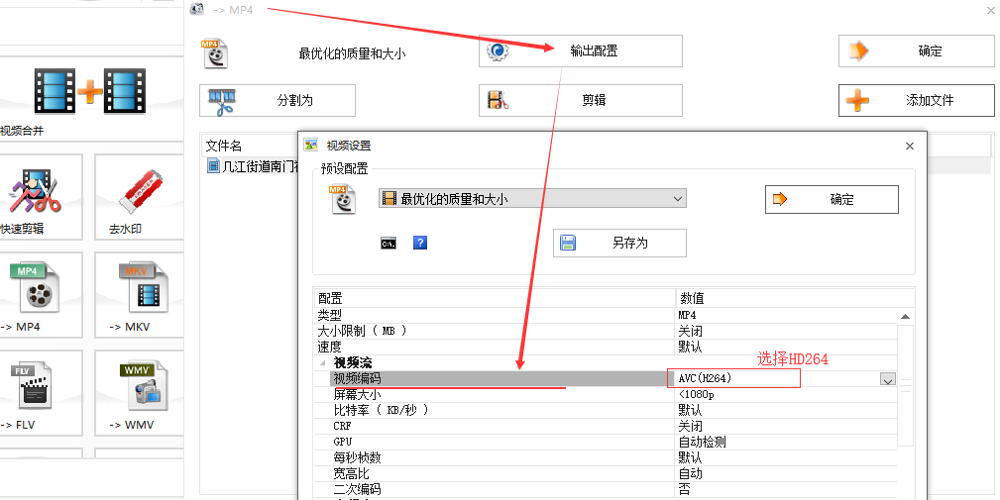 -> MP4
MP4
最优化的质量和大小
输出配置
确定
分割为
剪辑
添加文件
视频合并
快速剪辑
去水印
MP4
-> MP4
MKV
-> MKV
FLV
-> FLV
WMV
-> WMV
文件名
几江街道南门
视频设置
预设配置
MP4
最优化的质量和大小
确定
C:\.
?
另存为
配置 数值
类型 MP4
大小限制 ( MB ) 关闭
速度 默认
视频流
选择HD264
视频编码 AVC(H264)
屏幕大小 <1080p
比特率 ( KB/秒 ) 默认
CRF 关闭
GPU 自动检测
每秒桢数 默认
宽高比 自动
二次编码 否